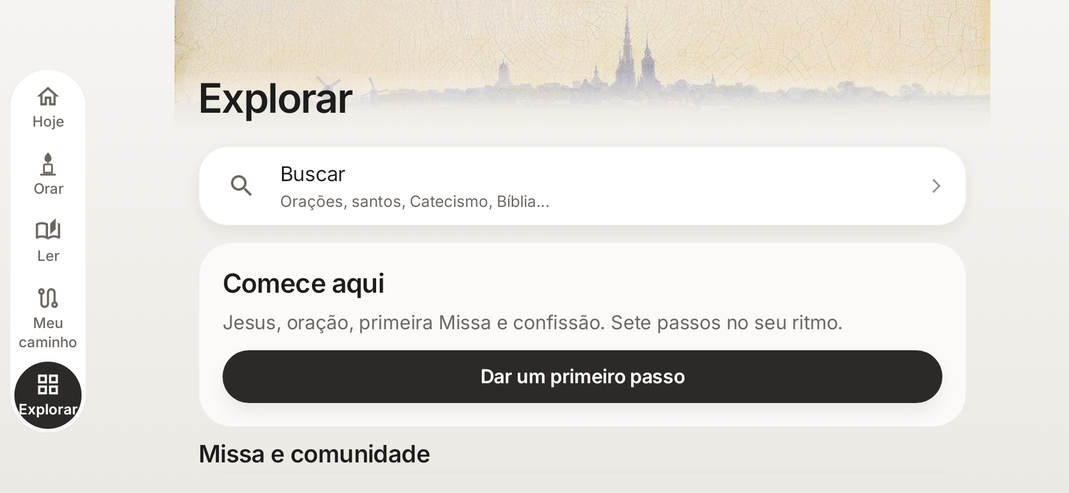 Explorar
Hoje
Orar
Ler
Meu
caminho
Explorar
Buscar
Orações, santos, Catecismo, Bíblia...
Comece aqui
Jesus, oração, primeira Missa e confissão. Sete passos no seu ritmo.
Dar um primeiro passo
Missa e comunidade